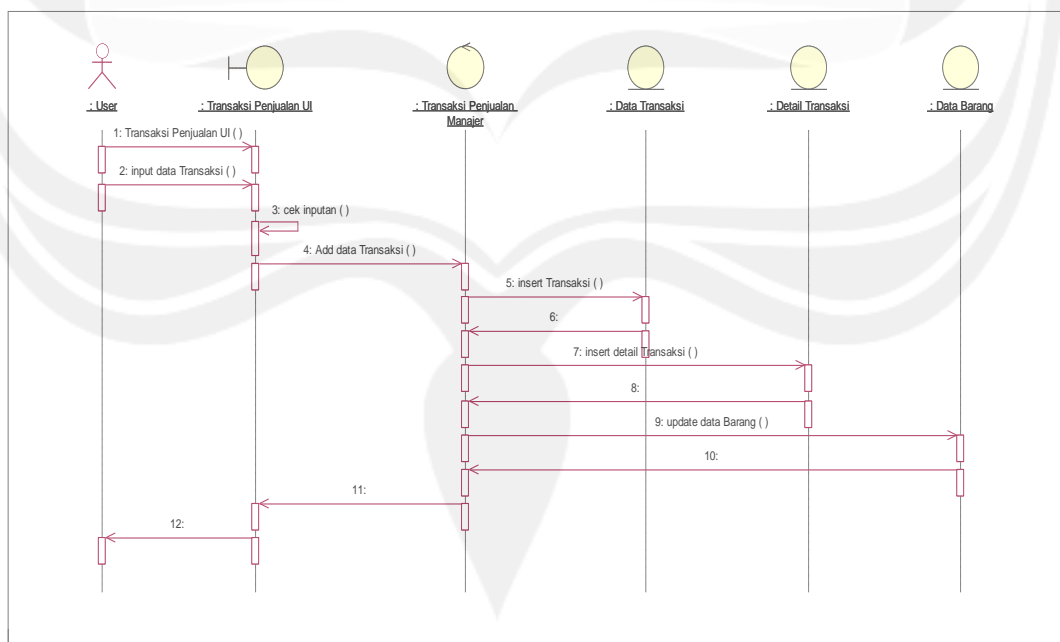 : User
: Transaksi Penjualan UI
: Transaksi Penjualan
Manajer
: Data Transaksi
: Detail Transaksi
: Data Barang
1: Transaksi Penjualan UI ( )
2: input data Transaksi ( )
3: cek inputan ( )
4: Add data Transaksi ( )
5: insert Transaksi ( )
6:
7: insert detail Transaksi ( )
8:
9: update data Barang ( )
10:
11:
12: